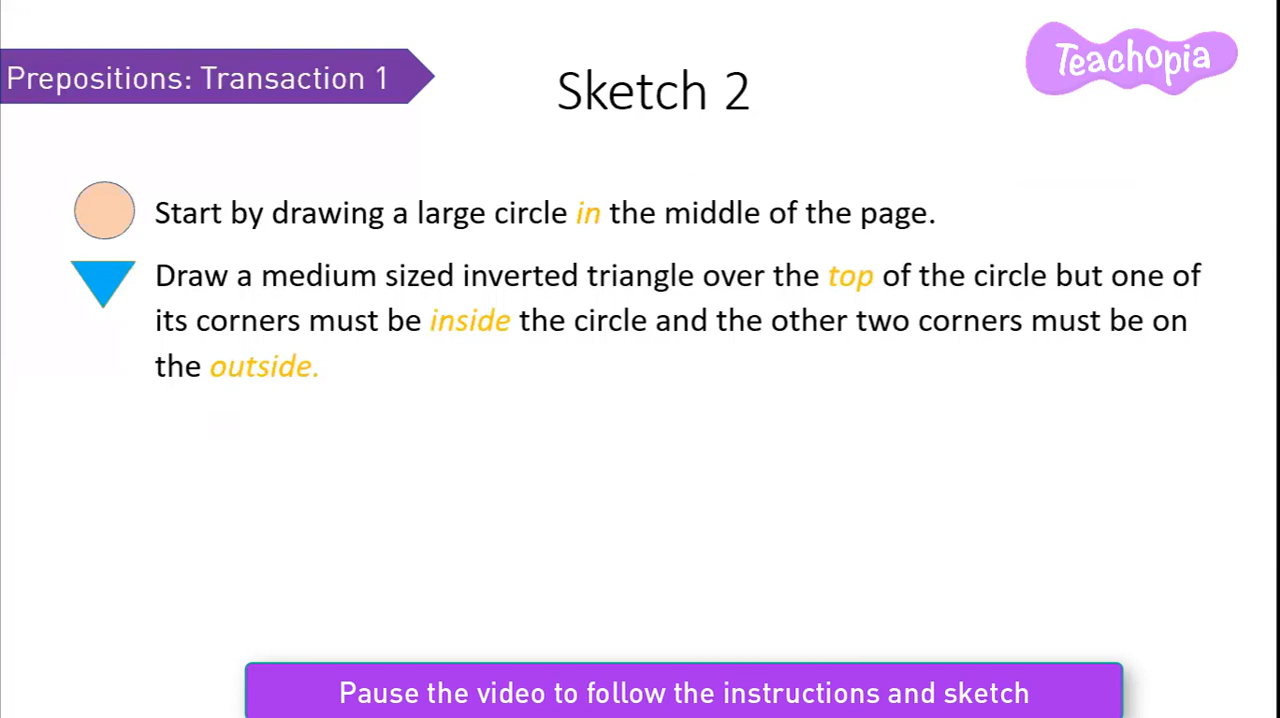 Teachopia
Prepositions: Transaction 1
Sketch 2
Start by drawing a large circle in the middle of the page.
Draw a medium sized inverted triangle over the top of the circle but one of
its corners must be inside the circle and the other two corners must be on
the outside.
Pause the video to follow the instructions and sketch